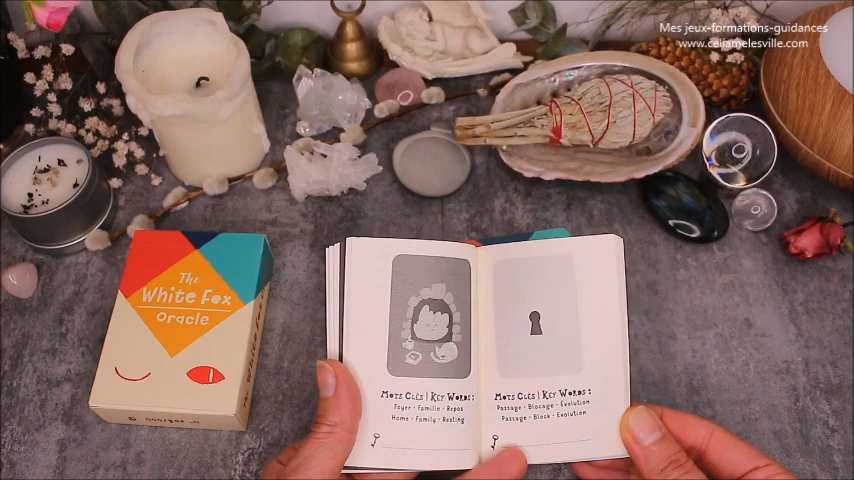 Mes jeux-formations-guidances
www.celiamelesville.com
The
White Fox
Oracle
Mots Clés | Key Words :
Foyer - Famille - Repos
Home - Family - Resting
Mots Clés | Key Words :
Passage - Blocage - Évolution
Passage - Block - Evolution